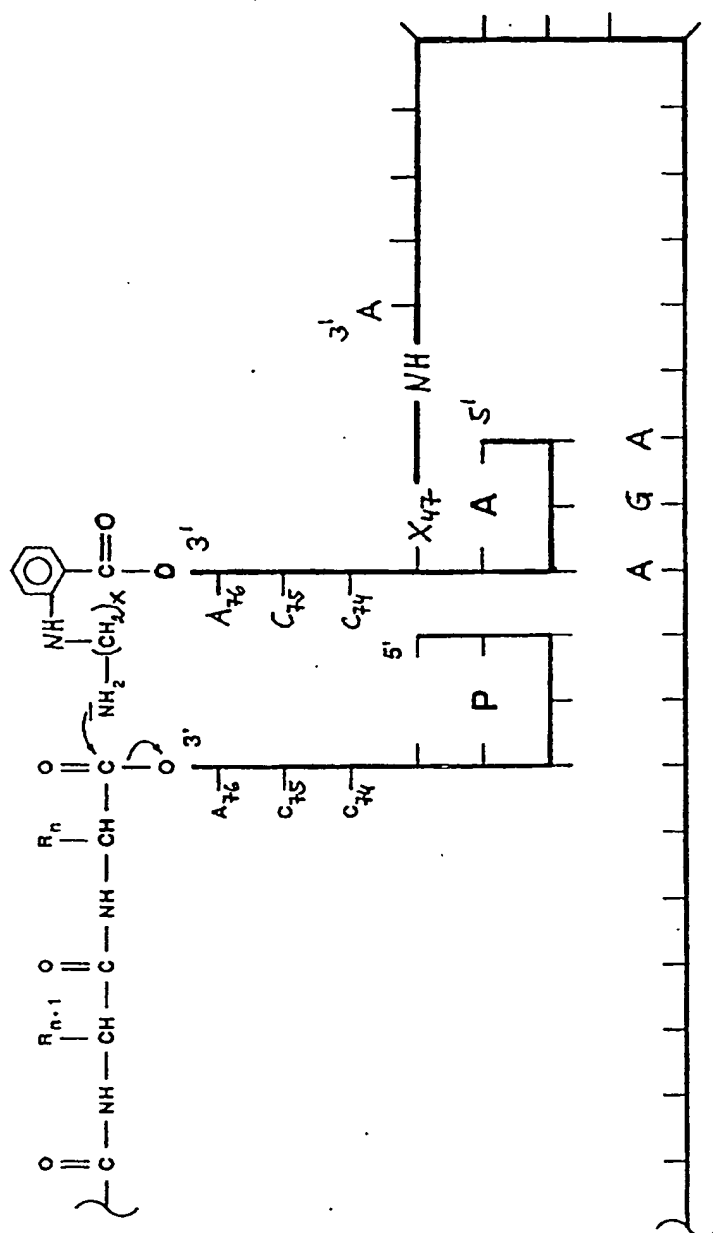 O R n+1 O R n O NH
C — NH — CH — C — NH — CH — C NH₂ — (CH₂)x C = O
O O
3' 3'
A76 A76
C75 C75
C74 C74
3'
A
5' X47 NH
P A 5'
A G A